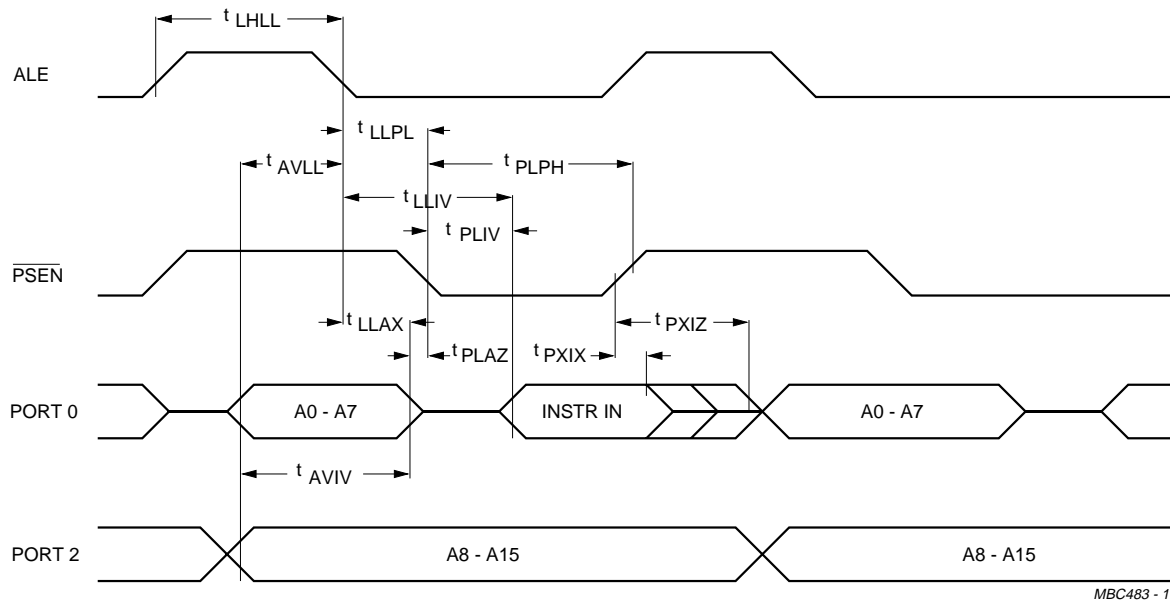 t LHLL
ALE
t LLPL
t AVLL
t PLPH
t LLIV
t PLIV
PSEN
t LLAX
t PXIZ
t PLAZ
t PXIX
PORT 0
A0 - A7
INSTR IN
A0 - A7
t AVIV
PORT 2
A8 - A15
A8 - A15
MBC483 - 1